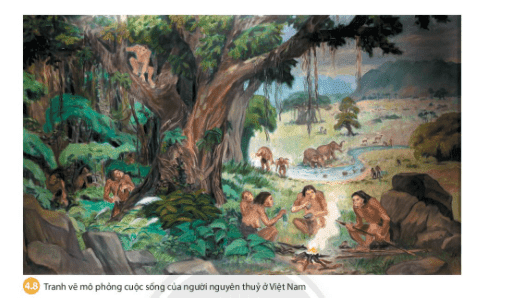 4.8 Tranh vẽ mô phỏng cuộc sống của người nguyên thuỷ ở Việt Nam